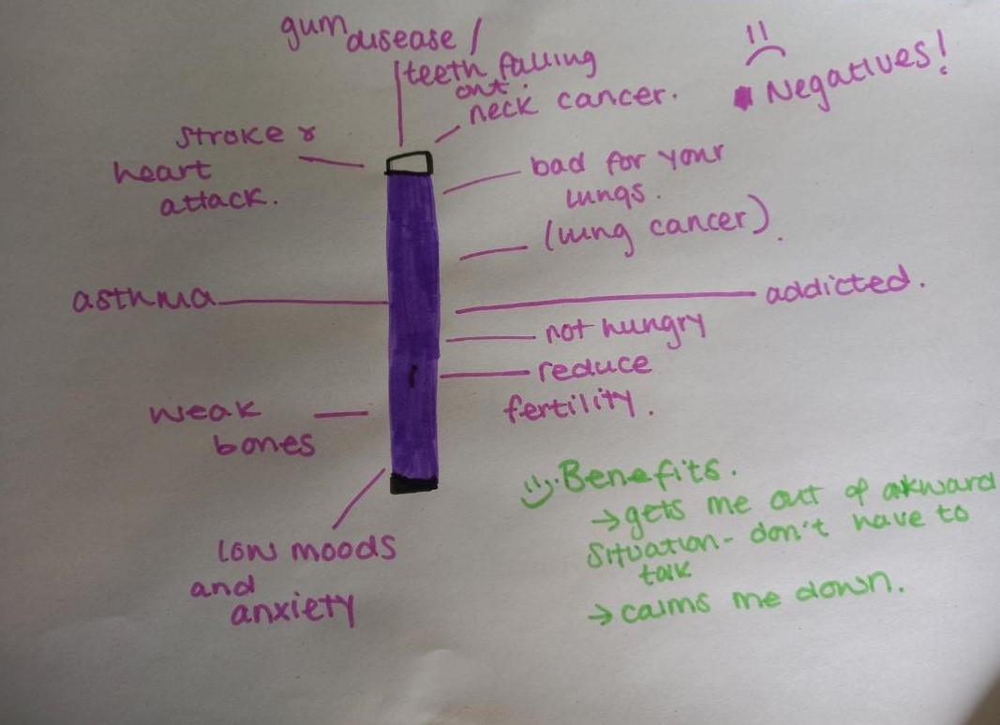 gum disease /
teeth falling
out.
neck cancer.
Negatives!
stroke &
heart
attack.
bad for your
lungs.
(lung cancer).
asthma
addicted.
not hungry
reduce
fertility.
weak
bones
low moods
and
anxiety
Benefits.
→ gets me out of akward
situation - don't have to
talk
→ calms me down.